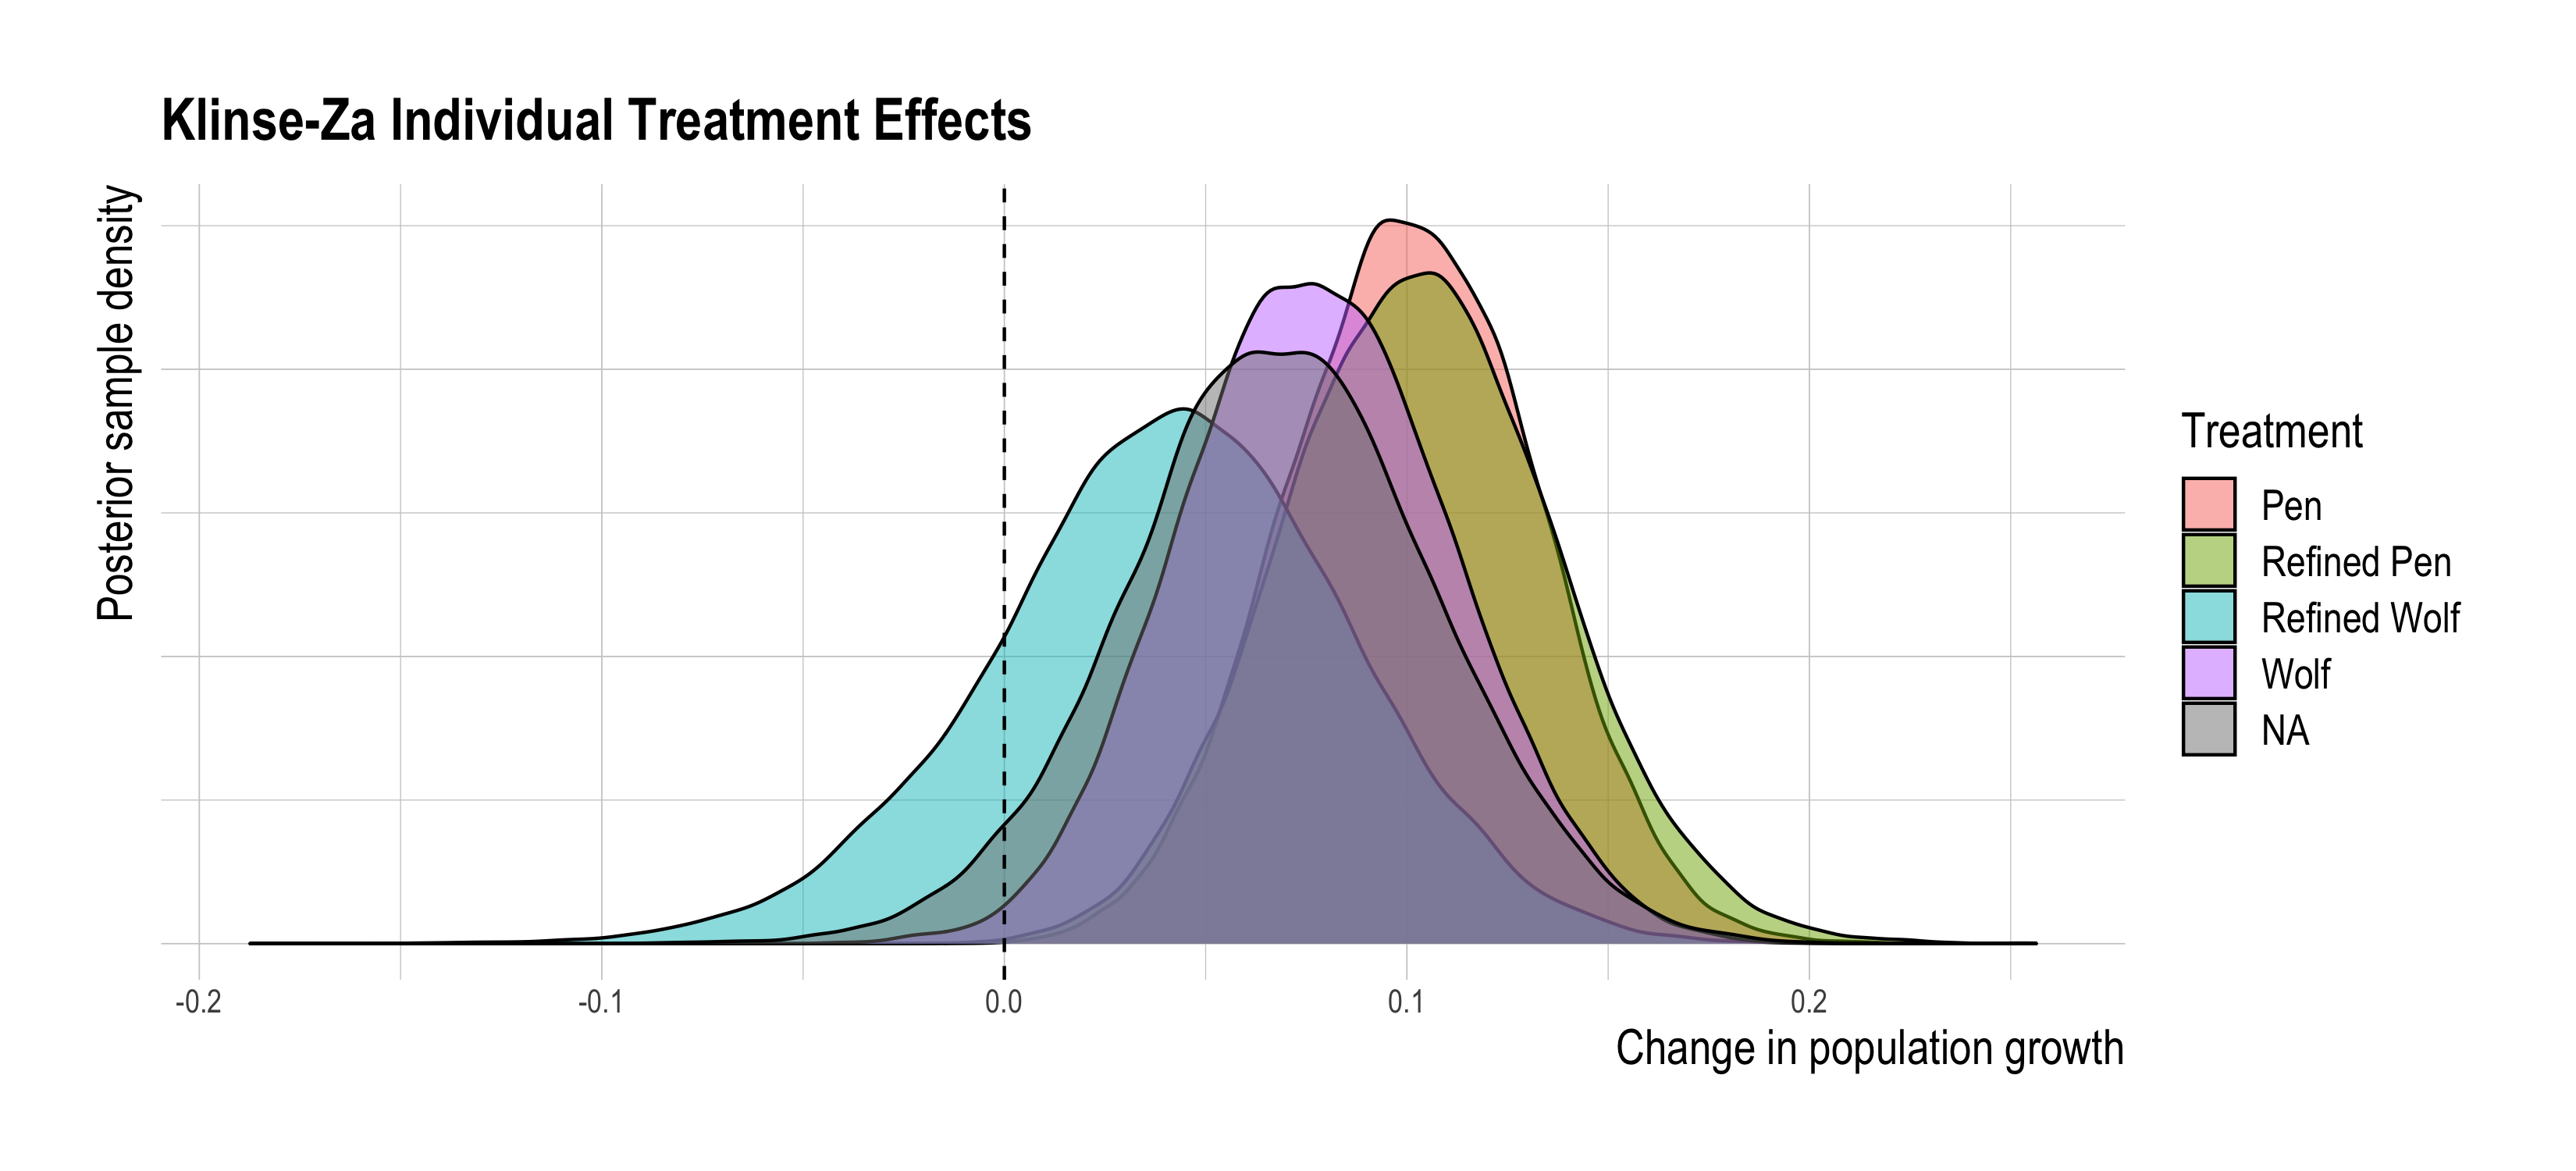 Klinse-Za Individual Treatment Effects
Posterior sample density
-0.2
-0.1
0.0
0.1
0.2
Change in population growth
Treatment
Pen
Refined Pen
Refined Wolf
Wolf
NA